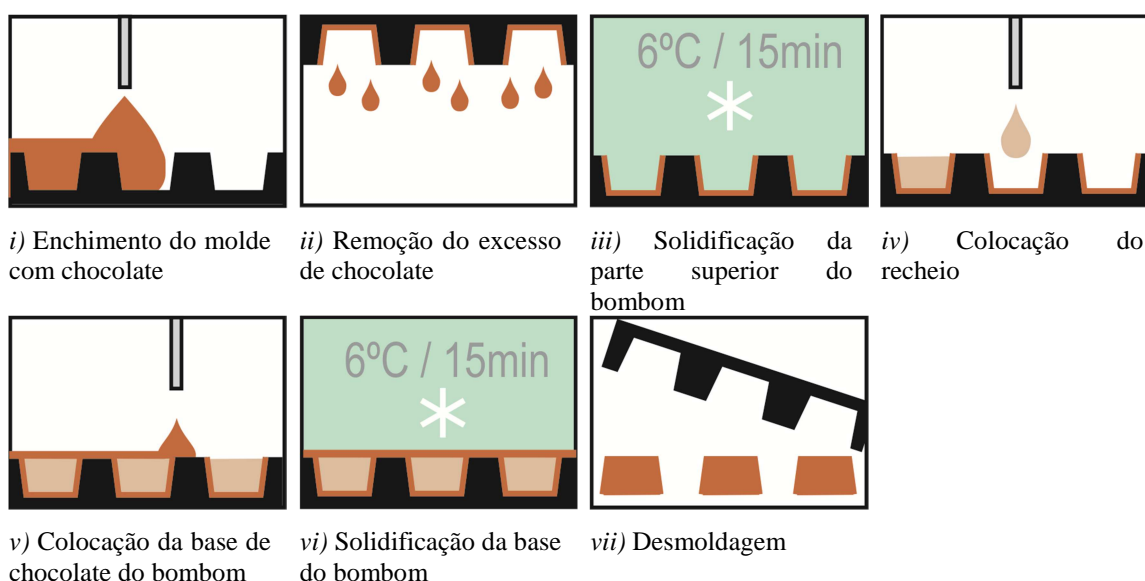 6ºC / 15min
i) Enchimento do molde
com chocolate
ii) Remoção do excesso
de chocolate
iii) Solidificação da
parte superior do
bombom
iv) Colocação do
recheio
6ºC / 15min
v) Colocação da base de
chocolate do bombom
vi) Solidificação da base
do bombom
vii) Desmoldagem